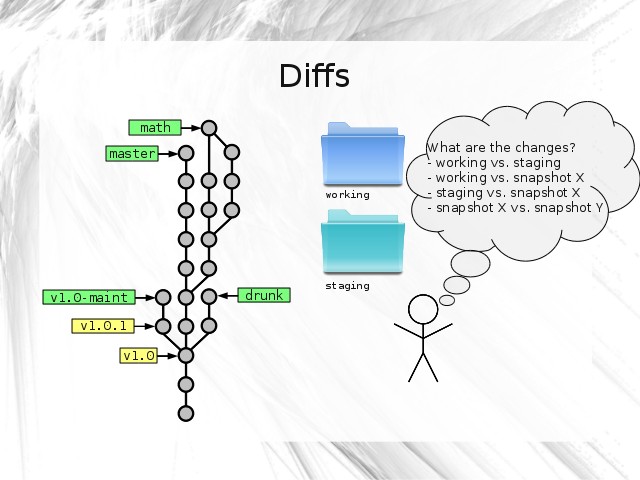 Diffs
math
master
v1.0-maint
drunk
v1.0.1
v1.0
working
staging
What are the changes?
- working vs. staging
- working vs. snapshot X
- staging vs. snapshot X
- snapshot X vs. snapshot Y